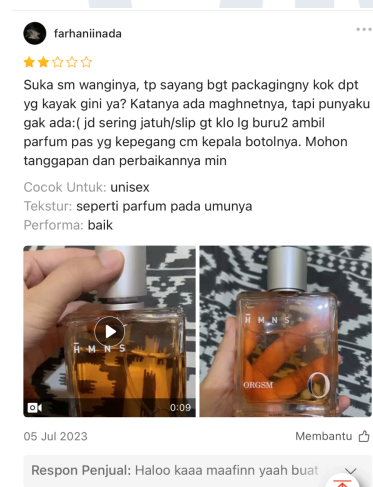 farhaniinada
Suka sm wanginya, tp sayang bgt packagingny kok dpt
yg kayak gini ya? Katanya ada maghnetnya, tapi punyaku
gak ada:( jd sering jatuh/slip gt klo lg buru2 ambil
parfum pas yg kepegang cm kepala botolnya. Mohon
tanggapan dan perbaikannya min
Cocok Untuk: unisex
Tekstur: seperti parfum pada umunya
Performa: baik
H M N S
0:09
H M N S
ORGSM
O
05 Jul 2023
Membantu
Respon Penjual: Haloo kaaa maafinn yaah buat